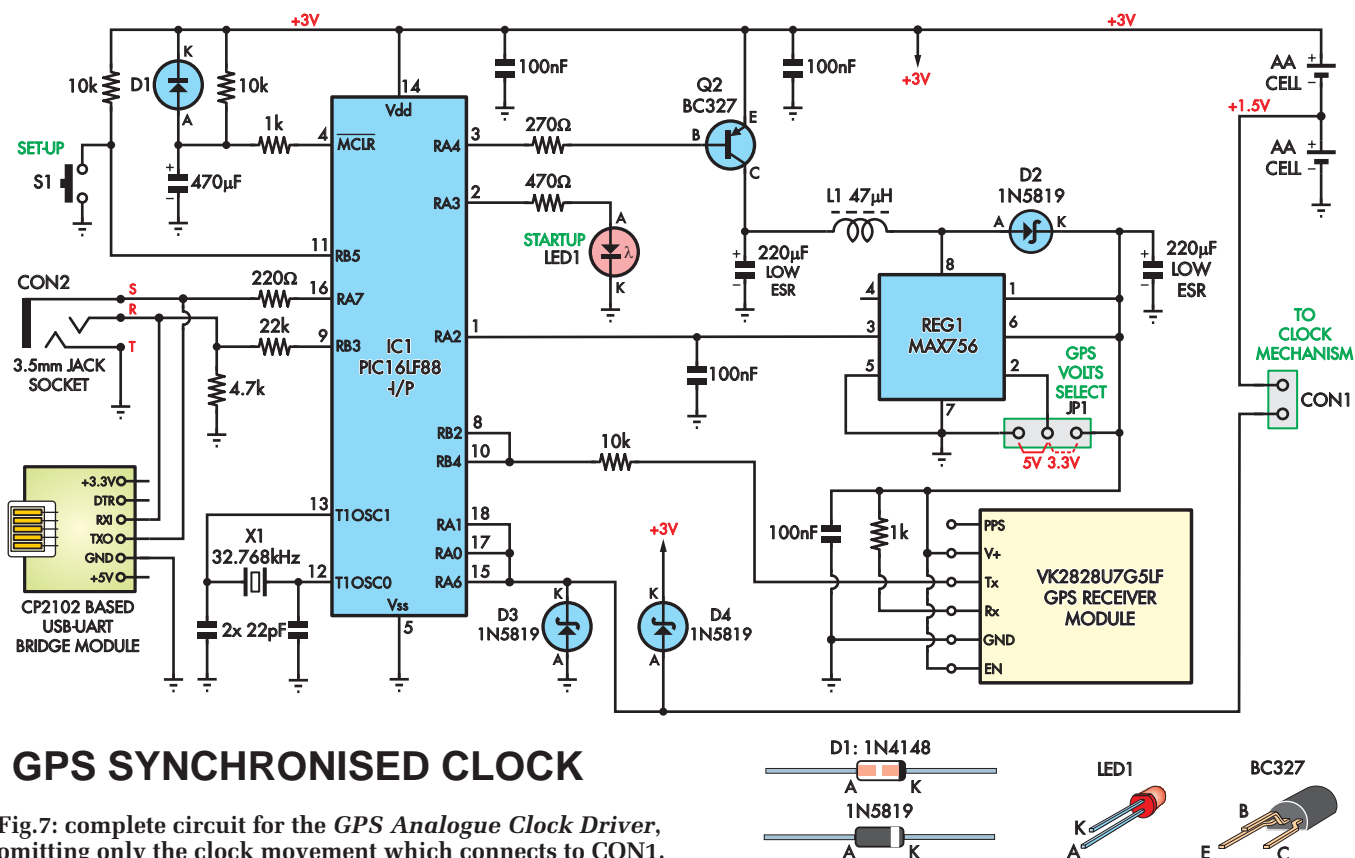 +3V
+3V
10k
D1
K
A
10k
1k
4
MCLR
SET-UP
S1
470µF
14
Vdd
100nF
3
RA4
270Ω
Q2
BC327
B
E
C
100nF
+3V
AA
CELL
+
−
+1.5V
AA
CELL
+
−
2
RA3
470Ω
A
STARTUP
LED1
λ
K
11
RB5
CON2
S
R
T
3.5mm JACK
SOCKET
220Ω
16
RA7
22k
9
RB3
4.7k
IC1
PIC16LF88
-I/P
RA2
1
100nF
220µF
LOW
ESR
L1 47µH
D2
1N5819
A
K
220µF
LOW
ESR
8
4
3
5
REG1
MAX756
1
6
2
7
GPS
VOLTS
SELECT
JP1
5V 3.3V
TO
CLOCK
MECHANISM
CON1
RB2
8
RB4
10
10k
+3.3V
DTR
RXI
TXO
GND
+5V
CP2102 BASED
USB-UART
BRIDGE MODULE
13
T1OSC1
X1
32.768kHz
12
T1OSC0
2x 22pF
Vss
5
RA1
18
RA0
17
RA6
15
K
D3
1N5819
A
+3V
K
D4
1N5819
A
100nF
1k
PPS
V+
Tx
Rx
GND
EN
VK2828U7G5LF
GPS RECEIVER
MODULE
GPS SYNCHRONISED CLOCK
Fig.7: complete circuit for the GPS Analogue Clock Driver,
omitting only the clock movement which connects to CON1.
D1: 1N4148
A
K
1N5819
A
K
LED1
K
A
BC327
B
E
C